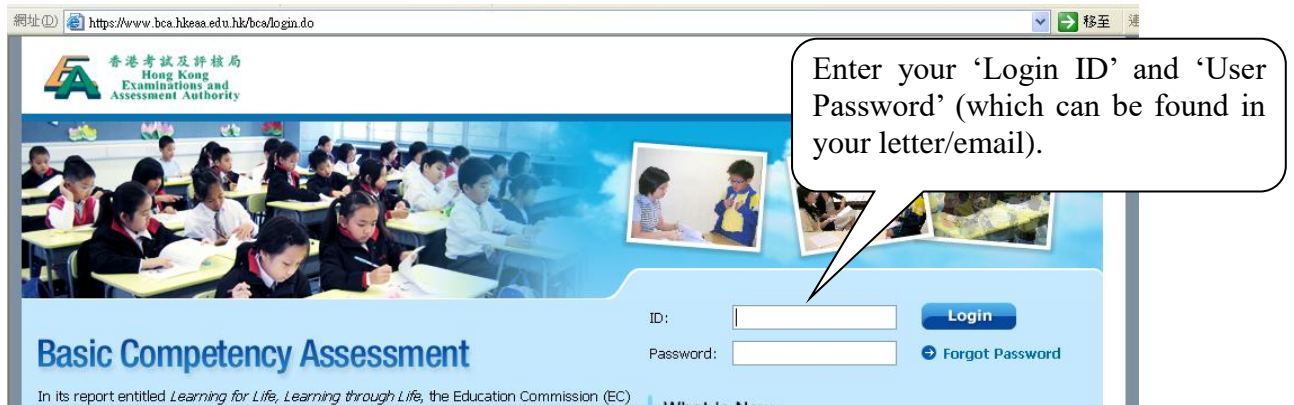 網址(D) https://www.bca.hkeaa.edu.hk/bca/login.do 移至
香港考試及評核局
Hong Kong
Examinations and
Assessment Authority
Enter your ‘Login ID’ and ‘User
Password’ (which can be found in
your letter/email).
ID: Login
Password: Forgot Password
Basic Competency Assessment
In its report entitled Learning for Life, Learning through Life, the Education Commission (EC)